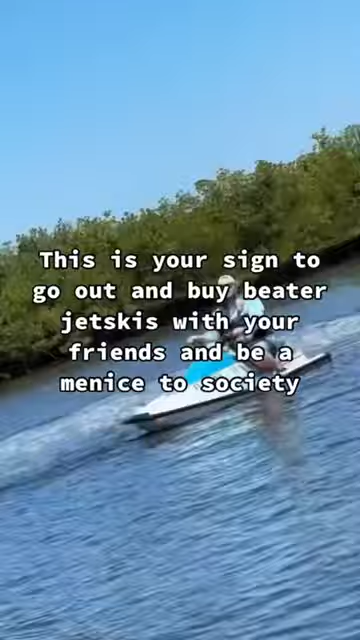 This is your sign to
go out and buy beater
jetskis with your
friends and be a
menice to society